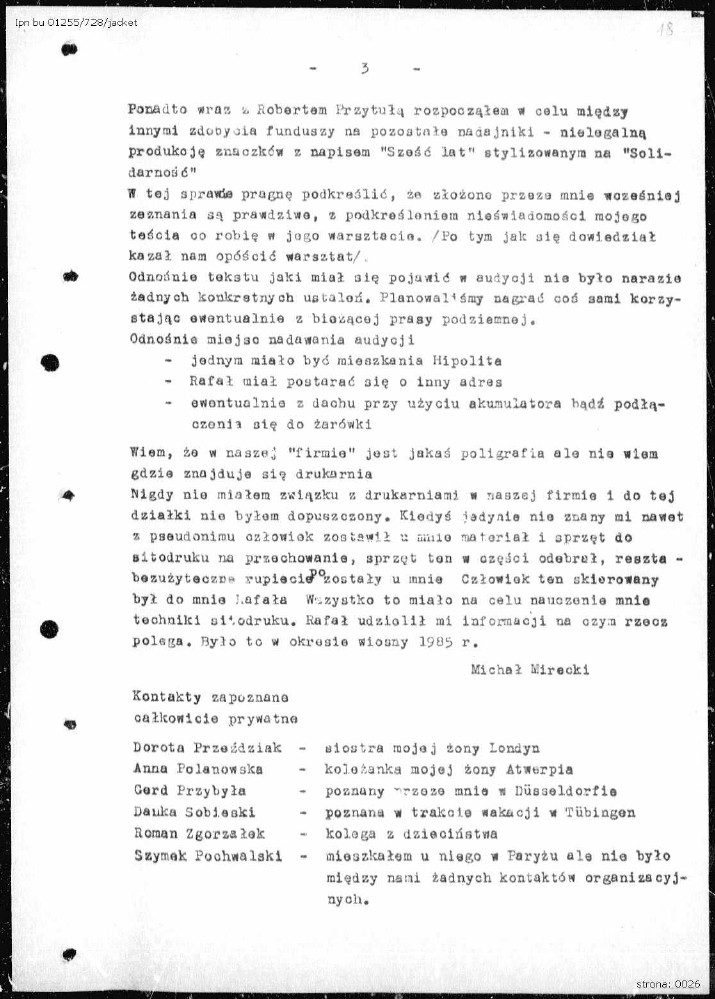 Ipn bu 01255/728/jacket
18
- 3 -
Ponadto wraz z Robertem Przytułą rozpocząłem w celu między
innymi zdobycia funduszy na pozostałe nadajniki - nielegalną
produkcję znaczków z napisem "Sześć lat" stylizowanym na "Soli-
darność"
W tej sprawie pragnę podkreślić, że złożone przeze mnie wcześniej
zeznania są prawdziwe, z podkreśleniem nieświadomości mojego
teścia co robię w jego warsztacie. /Po tym jak się dowiedział
kazał nam opóścić warsztat/.
Odnośnie tekstu jaki miał się pojawić w audycji nie było narazie
żadnych konkretnych ustaleń. Planowaliśmy nagrać coś sami korzy-
stając ewentualnie z bieżącej prasy podziemnej.
Odnośnie miejsc nadawania audycji
- jednym miało być mieszkania Hipolita
- Rafał miał postarać się o inny adres
- ewentualnie z dachu przy użyciu akumulatora bądź podłą-
czenia się do żarówki
Wiem, że w naszej "firmie" jest jakaś poligrafia ale nie wiem
gdzie znajduje się drukarnia
Nigdy nie miałem związku z drukarniami w naszej firmie i do tej
działki nie byłem dopuszczony. Kiedyś jedynie nie znany mi nawet
z pseudonimu człowiek zostawił u mnie materiał i sprzęt do
sitodruku na przechowanie, sprzęt ten w części odebrał, reszta -
bezużyteczne rupiecie pozostały u mnie Człowiek ten skierowany
był do mnie Rafała Wszystko to miało na celu nauczenie mnie
techniki sitodruku. Rafał udzielił mi informacji na czym rzecz
polega. Było to w okresie wiosny 1985 r.
Michał Mirecki
Kontakty zapoznane
całkowicie prywatne
Dorota Przeździak - siostra mojej żony Londyn
Anna Polanowska - koleżanka mojej żony Atwerpia
Gerd Przybyła - poznany przeze mnie w Düsseldorfie
Danka Sobieski - poznana w trakcie wakacji w Tübingen
Roman Zgorzałek - kolega z dzieciństwa
Szymek Pochwalski - mieszkałem u niego w Paryżu ale nie było
między nami żadnych kontaktów organizacyj-
nych.
strona: 0026